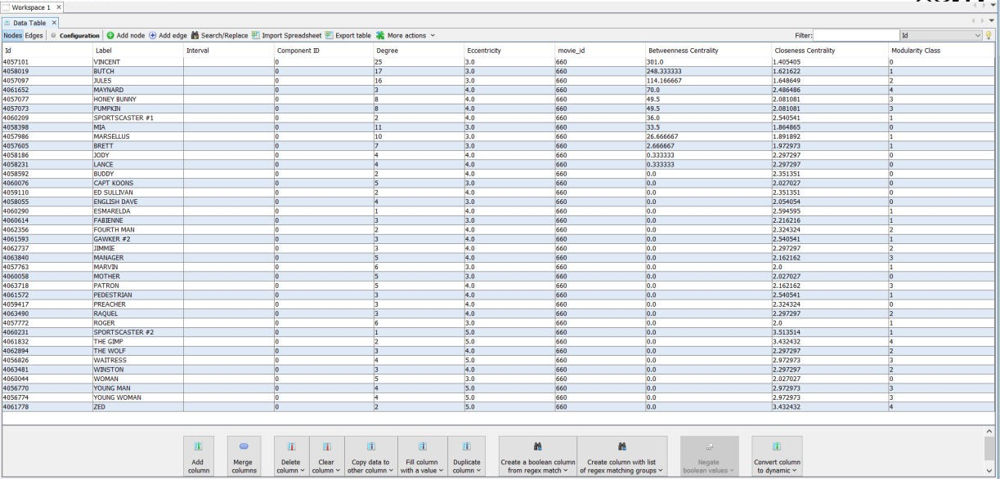 Workspace 1 ×
Data Table ×
Nodes Edges Configuration Add node Add edge Search/Replace Import Spreadsheet Export table More actions Filter: Id
Id Label Interval Component ID Degree Eccentricity movie_id Betweenness Centrality Closeness Centrality Modularity Class
4057101 VINCENT 0 25 3.0 660 301.0 1.405405 0
4058019 BUTCH 0 17 3.0 660 248.333333 1.621622 1
4057097 JULES 0 16 3.0 660 114.166667 1.648649 2
4061652 MAYNARD 0 3 4.0 660 70.0 2.486486 4
4057077 HONEY BUNNY 0 8 4.0 660 49.5 2.081081 3
4057073 PUMPKIN 0 8 4.0 660 49.5 2.081081 3
4060209 SPORTSCASTER #1 0 2 4.0 660 36.0 2.540541 1
4058398 MIA 0 11 3.0 660 33.5 1.864865 0
4057986 MARSELLUS 0 10 3.0 660 26.666667 1.891892 1
4057605 BRETT 0 7 3.0 660 2.666667 1.972973 1
4058186 JODY 0 4 4.0 660 0.333333 2.297297 0
4058231 LANCE 0 4 4.0 660 0.333333 2.297297 0
4058592 BUDDY 0 2 4.0 660 0.0 2.351351 0
4060076 CAPT KOONS 0 5 3.0 660 0.0 2.027027 0
4059110 ED SULLIVAN 0 2 4.0 660 0.0 2.351351 0
4058055 ENGLISH DAVE 0 4 3.0 660 0.0 2.054054 0
4060290 ESMARELDA 0 1 4.0 660 0.0 2.594595 1
4060614 FABIENNE 0 3 3.0 660 0.0 2.216216 1
4062356 FOURTH MAN 0 2 4.0 660 0.0 2.324324 2
4061593 GAWKER #2 0 3 4.0 660 0.0 2.540541 1
4062737 JIMMIE 0 3 4.0 660 0.0 2.297297 2
4063840 MANAGER 0 5 4.0 660 0.0 2.162162 3
4057763 MARVIN 0 6 3.0 660 0.0 2.0 1
4060058 MOTHER 0 5 3.0 660 0.0 2.027027 0
4063718 PATRON 0 5 4.0 660 0.0 2.162162 3
4061572 PEDESTRIAN 0 3 4.0 660 0.0 2.540541 1
4059417 PREACHER 0 3 4.0 660 0.0 2.324324 0
4063490 RAQUEL 0 3 4.0 660 0.0 2.297297 2
4057772 ROGER 0 6 3.0 660 0.0 2.0 1
4060231 SPORTSCASTER #2 0 1 5.0 660 0.0 3.513514 1
4061832 THE GIMP 0 2 5.0 660 0.0 3.432432 4
4062894 THE WOLF 0 3 4.0 660 0.0 2.297297 2
4056826 WAITRESS 0 4 5.0 660 0.0 2.972973 3
4063481 WINSTON 0 3 4.0 660 0.0 2.297297 2
4060044 WOMAN 0 5 3.0 660 0.0 2.027027 0
4056770 YOUNG MAN 0 4 5.0 660 0.0 2.972973 3
4056774 YOUNG WOMAN 0 4 5.0 660 0.0 2.972973 3
4061778 ZED 0 2 5.0 660 0.0 3.432432 4
Add column
Merge columns
Delete column
Clear column
Copy data to other column
Fill column with a value
Duplicate column
Create a boolean column from regex match
Create column with list of regex matching groups
Negate boolean values
Convert column to dynamic